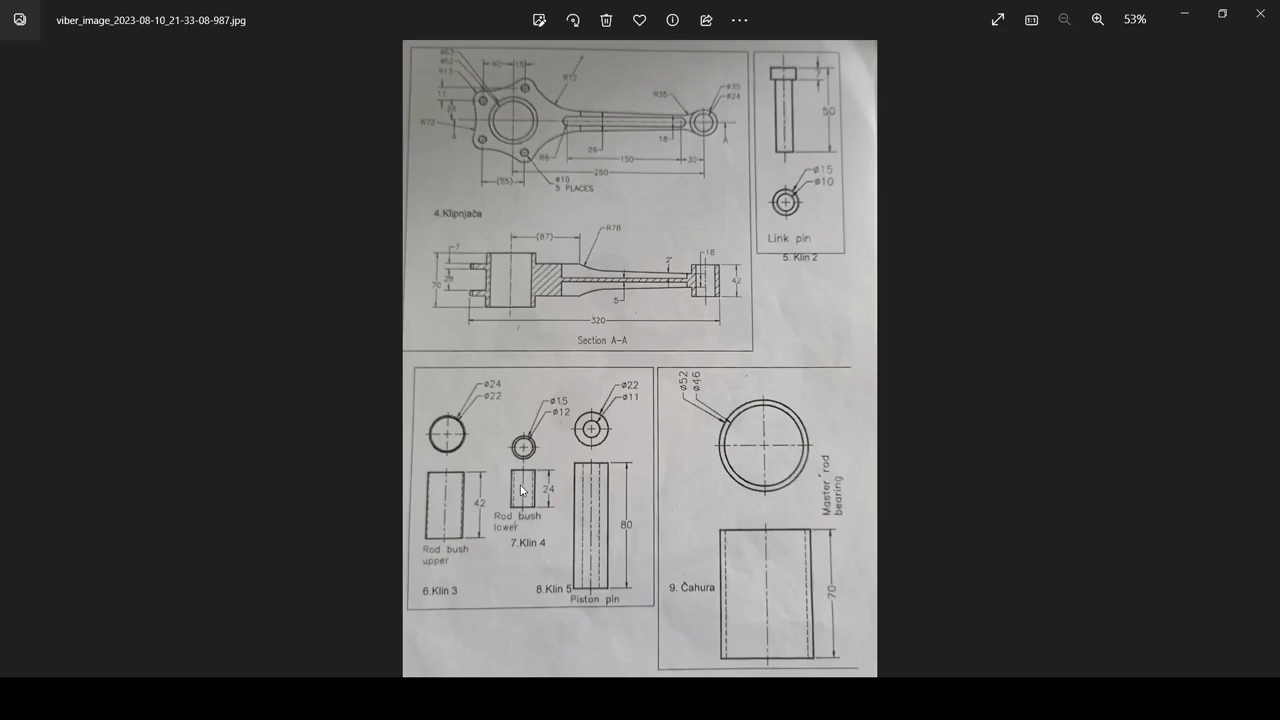 viber_image_2023-08-10_21-33-08-987.jpg
53%
ø63
ø52
R13
40
15
R72
17
28
R72
A
(55)
R6
ø10
5 PLACES
28
150
250
18
30
R35
ø35
ø24
A
4.Klipnjača
(87)
R78
7
28
70
2
18
5
42
320
Section A-A
7
50
ø15
ø10
Link pin
5. Klin 2
ø24
ø22
42
Rod bush
upper
6.Klin 3
ø15
ø12
24
Rod bush
lower
7.Klin 4
ø22
ø11
80
8.Klin 5
Piston pin
ø52
ø46
Master rod
bearing
9. Čahura
70